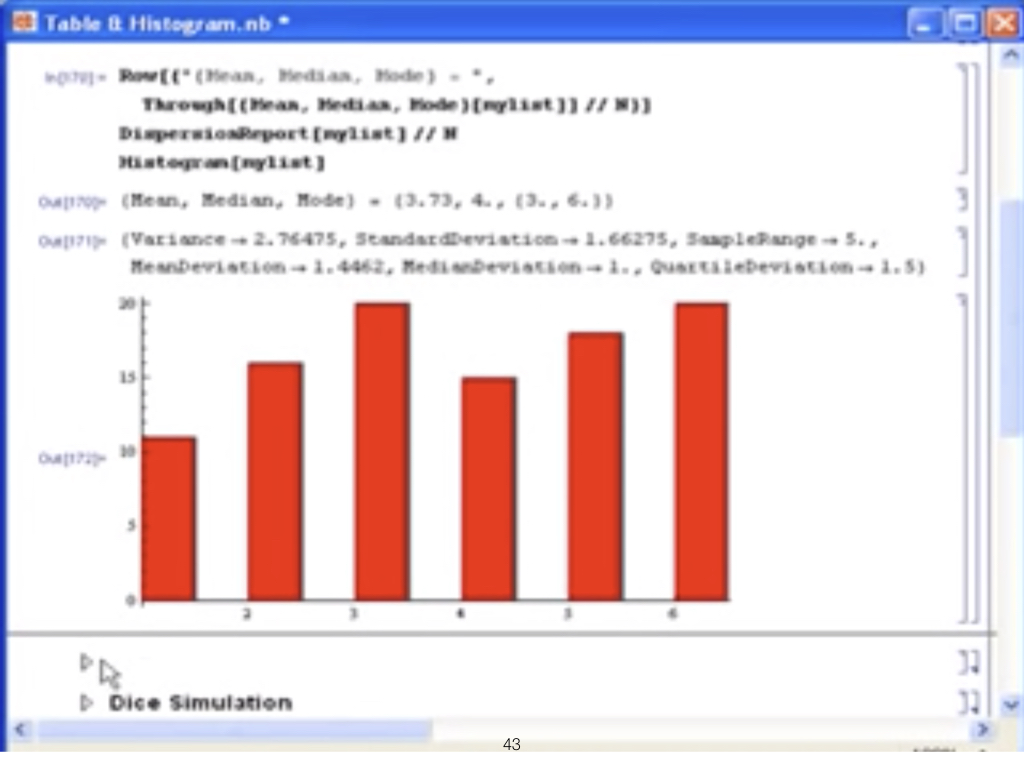 Table & Histogram.nb *
In[170]:= Row[{"{Mean, Median, Mode} = ",
Through[{Mean, Median, Mode}[mylist]] // N}]
DispersionReport[mylist] // N
Histogram[mylist]
Out[170]= {Mean, Median, Mode} = {3.73, 4., {3., 6.}}
Out[171]= {Variance → 2.76475, StandardDeviation → 1.66275, SampleRange → 5.,
MeanDeviation → 1.4462, MedianDeviation → 1., QuartileDeviation → 1.5}
20
15
Out[172]= 10
5
0
2 3 4 5 6
Dice Simulation
43